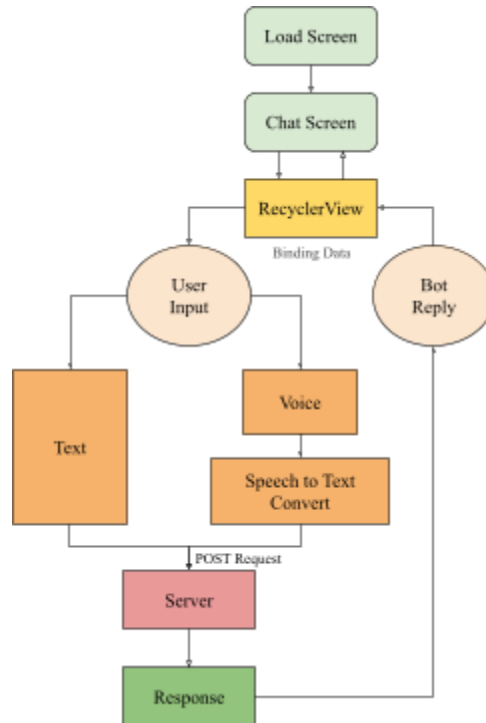 Load Screen
Chat Screen
RecyclerView
Binding Data
User
Input
Bot
Reply
Text
Voice
Speech to Text
Convert
POST Request
Server
Response